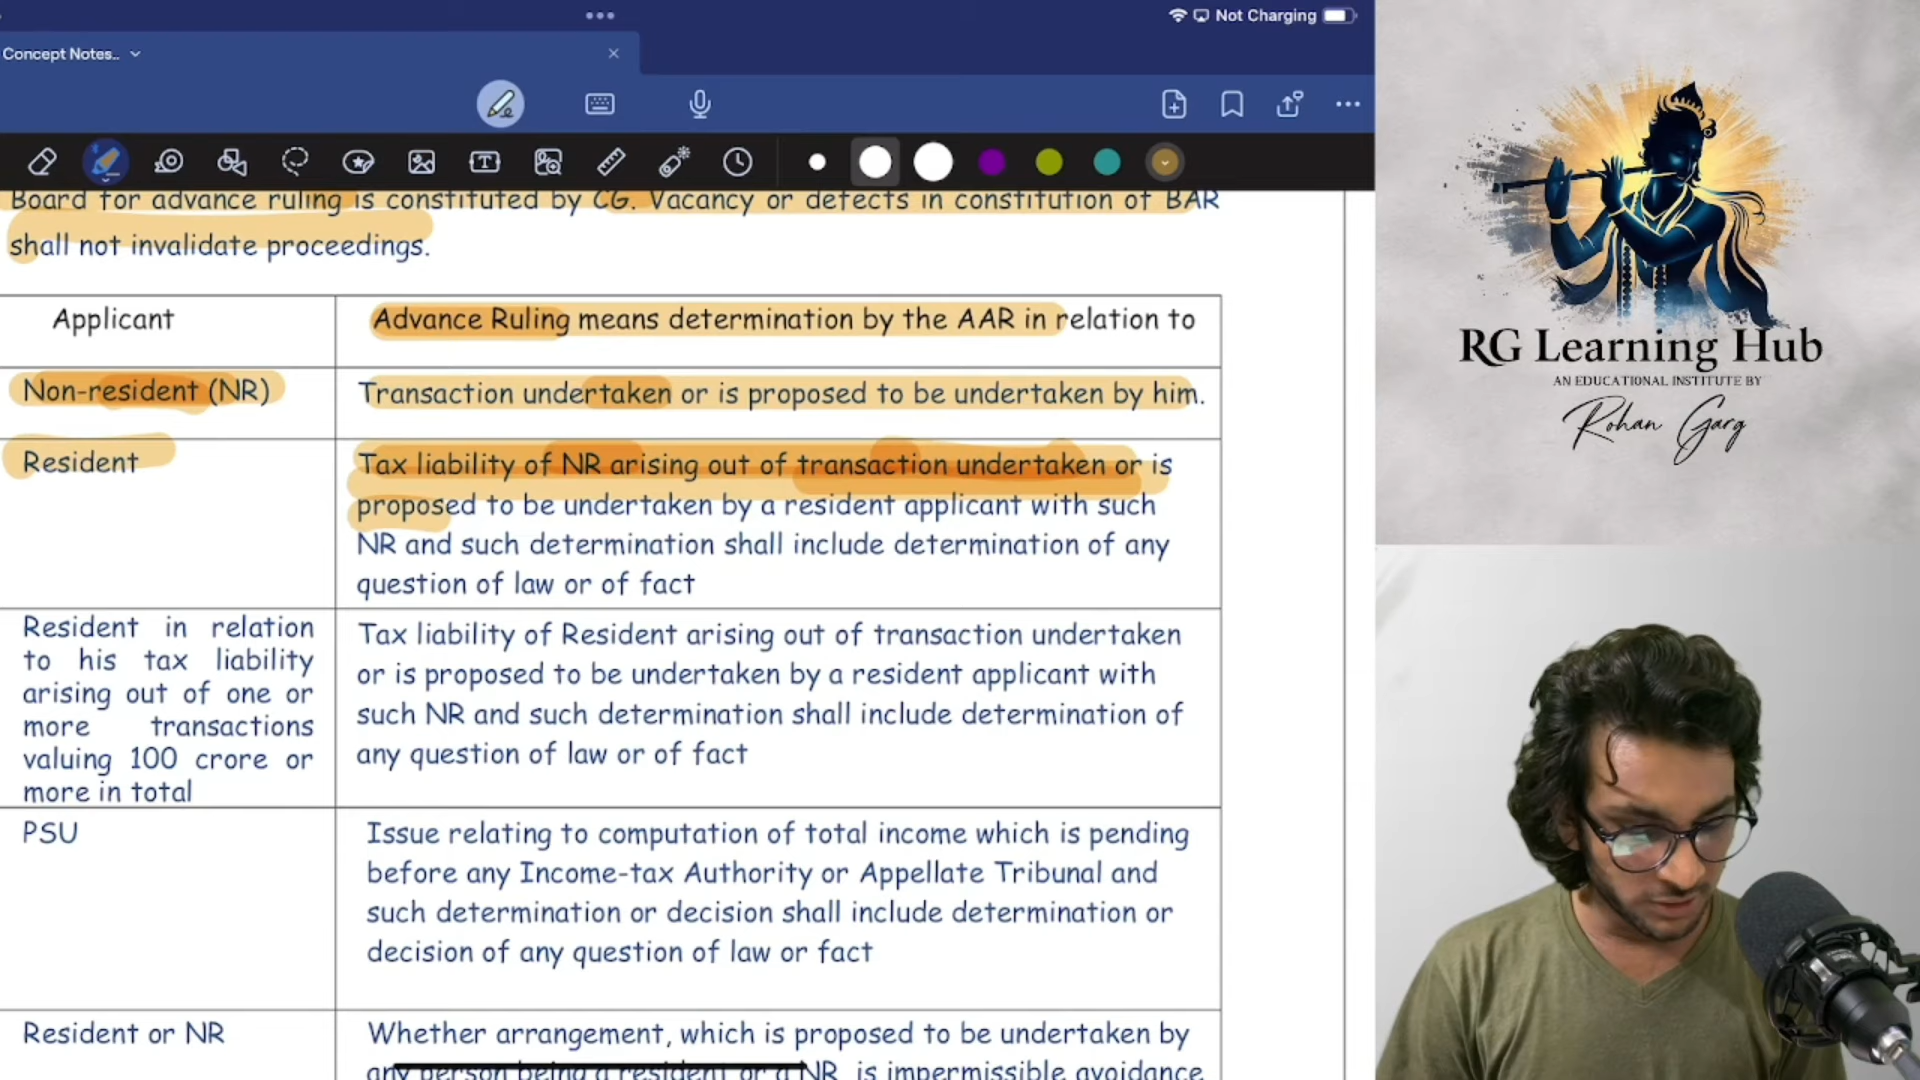 Not Charging
Concept Notes..
Board for advance ruling is constituted by CG. Vacancy or defects in constitution of BAR
shall not invalidate proceedings.
Applicant
Advance Ruling means determination by the AAR in relation to
Non-resident (NR)
Transaction undertaken or is proposed to be undertaken by him.
Resident
Tax liability of NR arising out of transaction undertaken or is
proposed to be undertaken by a resident applicant with such
NR and such determination shall include determination of any
question of law or of fact
Resident in relation
to his tax liability
arising out of one or
more transactions
valuing 100 crore or
more in total
Tax liability of Resident arising out of transaction undertaken
or is proposed to be undertaken by a resident applicant with
such NR and such determination shall include determination of
any question of law or of fact
PSU
Issue relating to computation of total income which is pending
before any Income-tax Authority or Appellate Tribunal and
such determination or decision shall include determination or
decision of any question of law or fact
Resident or NR
Whether arrangement, which is proposed to be undertaken by
any person being a resident or a NR, is impermissible avoidance
RG Learning Hub
AN EDUCATIONAL INSTITUTE BY
Rohan Garg